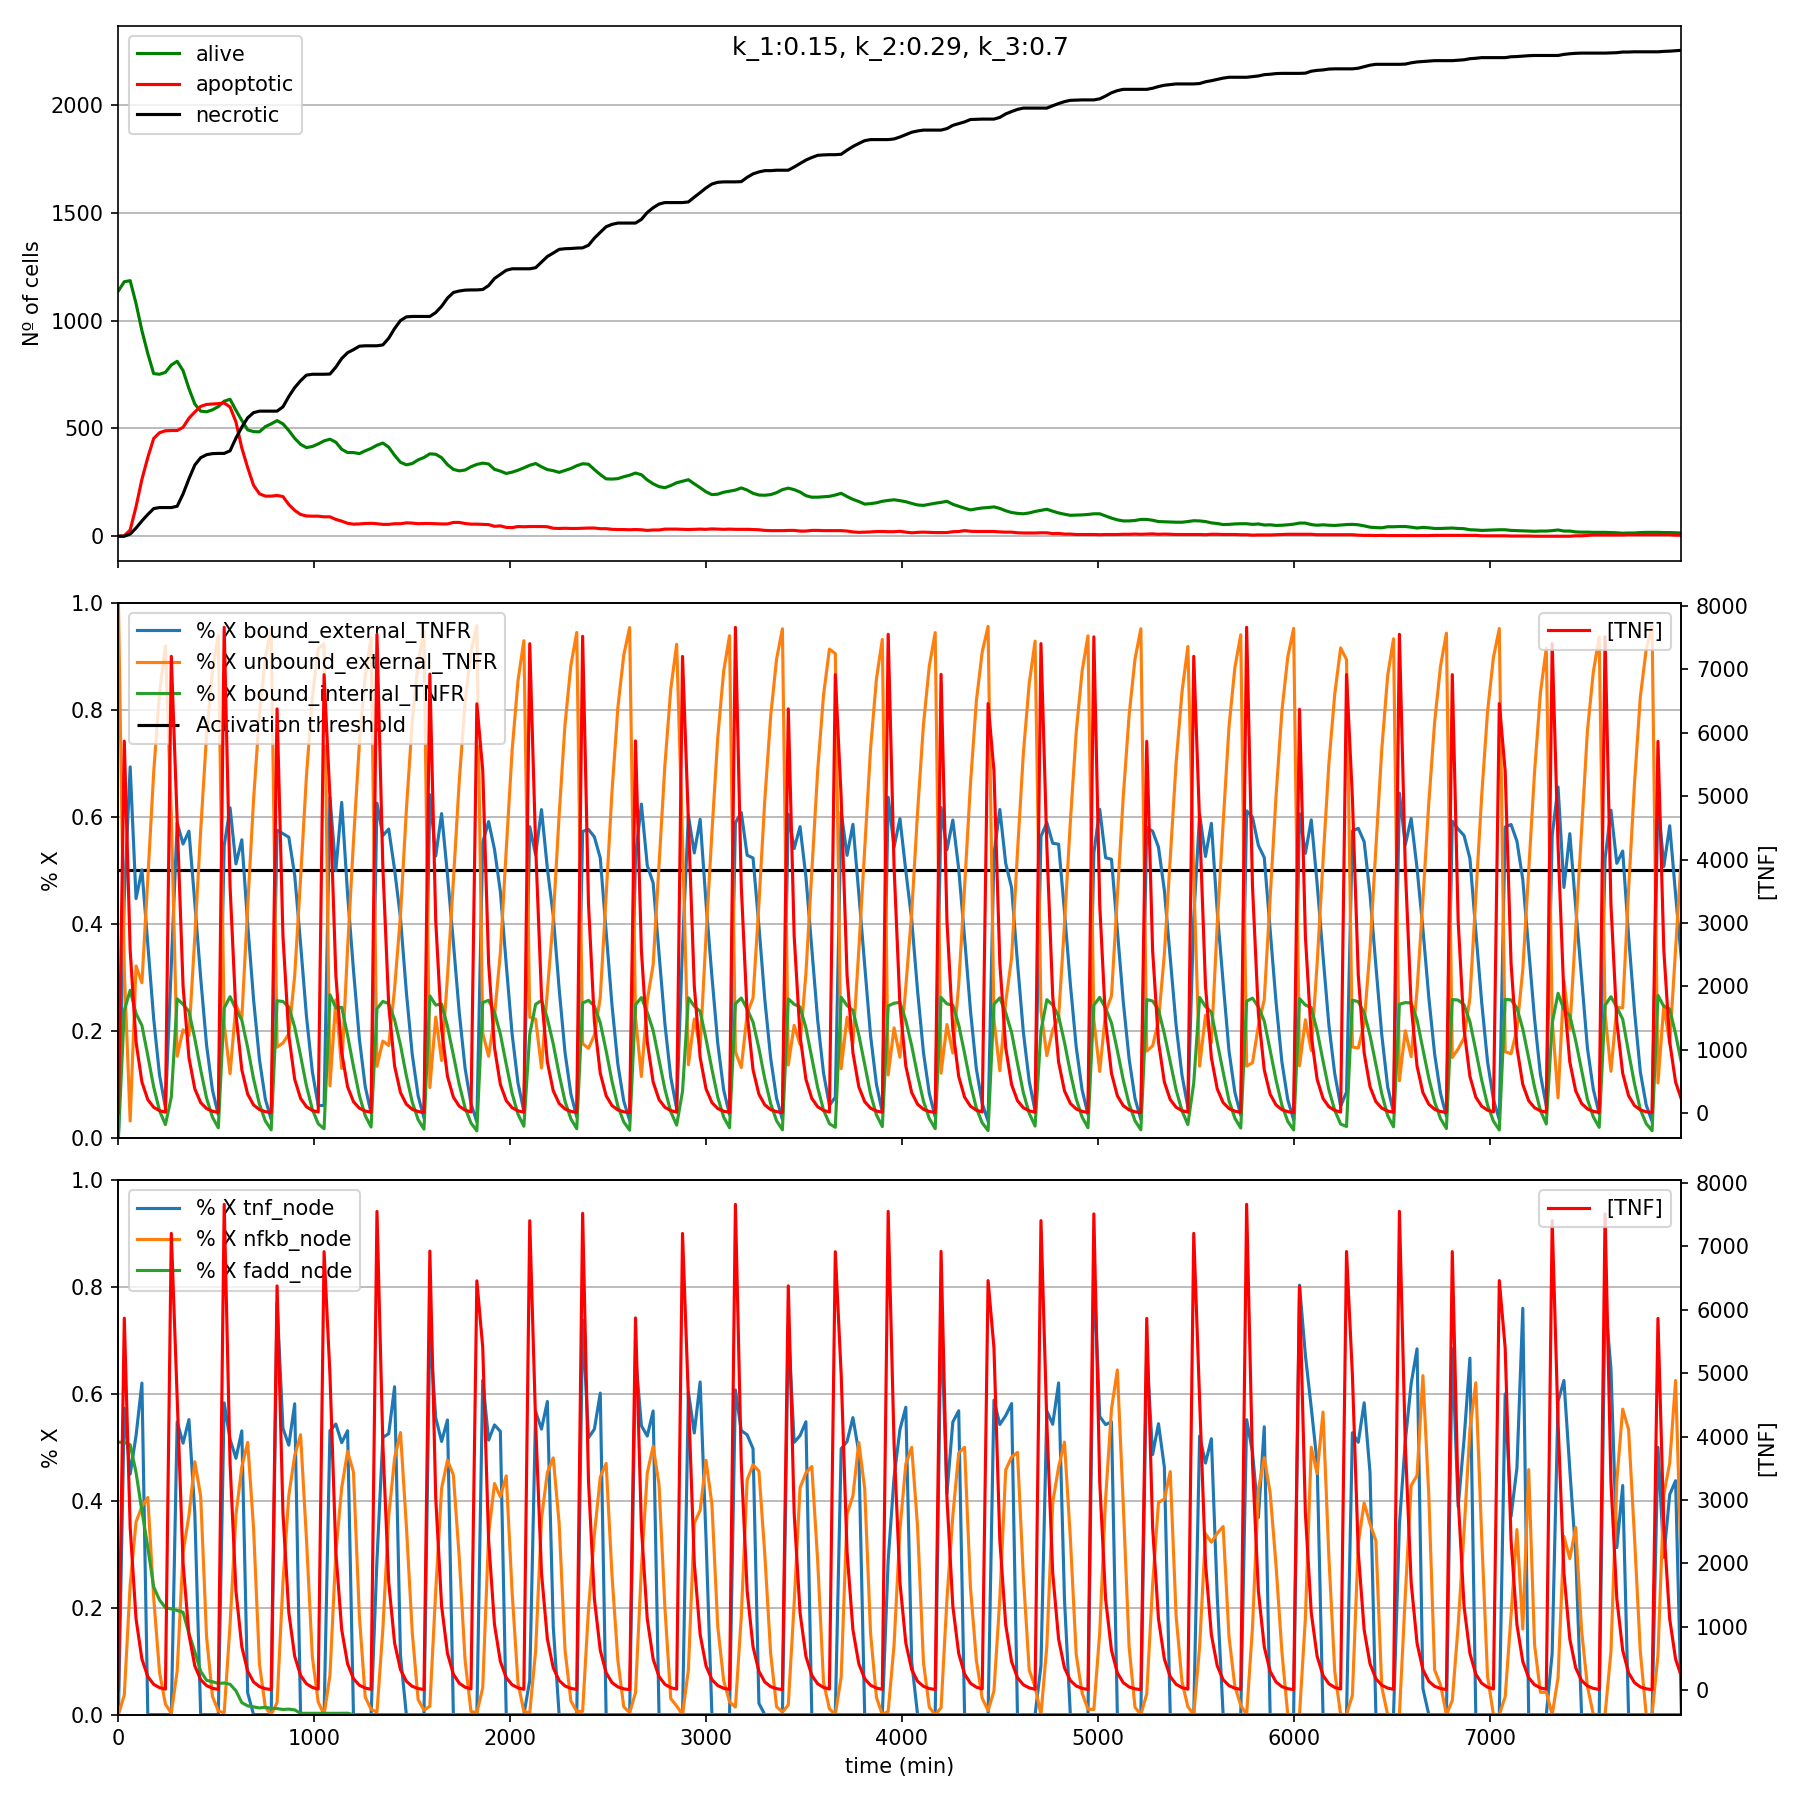 k_1:0.15, k_2:0.29, k_3:0.7
alive
apoptotic
necrotic
2000
1500
1000
500
0
Nº of cells
1.0
0.8
0.6
0.4
0.2
0.0
% X
% X bound_external_TNFR
% X unbound_external_TNFR
% X bound_internal_TNFR
Activation threshold
[TNF]
8000
7000
6000
5000
4000
3000
2000
1000
0
[TNF]
1.0
0.8
0.6
0.4
0.2
0.0
% X
% X tnf_node
% X nfkb_node
% X fadd_node
[TNF]
8000
7000
6000
5000
4000
3000
2000
1000
0
[TNF]
0 1000 2000 3000 4000 5000 6000 7000
time (min)